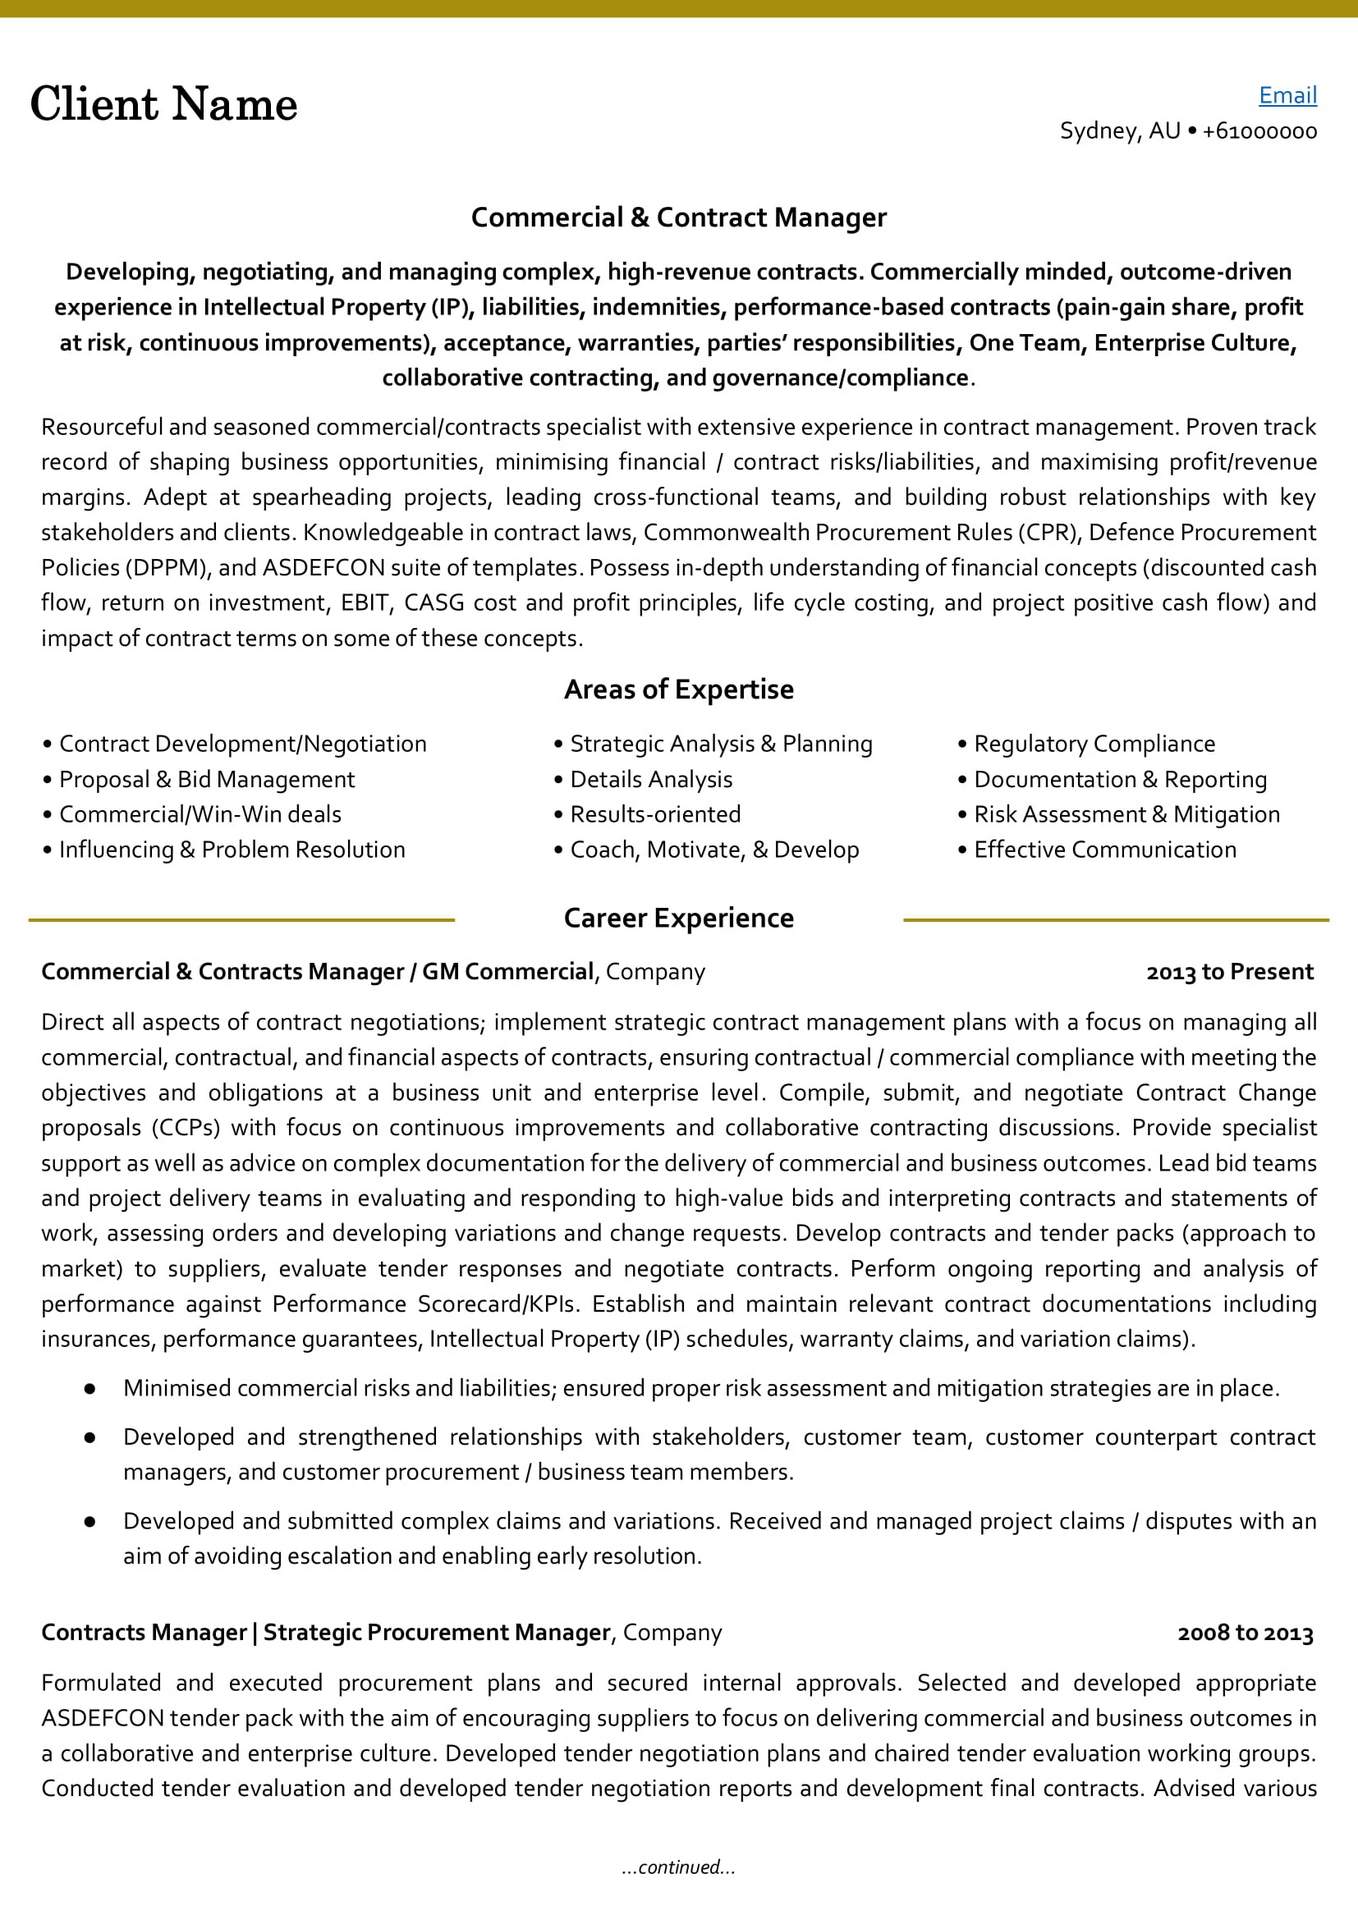 Client Name
Email
Sydney, AU • +61000000
Commercial & Contract Manager
Developing, negotiating, and managing complex, high-revenue contracts. Commercially minded, outcome-driven
experience in Intellectual Property (IP), liabilities, indemnities, performance-based contracts (pain-gain share, profit
at risk, continuous improvements), acceptance, warranties, parties’ responsibilities, One Team, Enterprise Culture,
collaborative contracting, and governance/compliance.
Resourceful and seasoned commercial/contracts specialist with extensive experience in contract management. Proven track
record of shaping business opportunities, minimising financial / contract risks/liabilities, and maximising profit/revenue
margins. Adept at spearheading projects, leading cross-functional teams, and building robust relationships with key
stakeholders and clients. Knowledgeable in contract laws, Commonwealth Procurement Rules (CPR), Defence Procurement
Policies (DPPM), and ASDEFCON suite of templates. Possess in-depth understanding of financial concepts (discounted cash
flow, return on investment, EBIT, CASG cost and profit principles, life cycle costing, and project positive cash flow) and
impact of contract terms on some of these concepts.
Areas of Expertise
• Contract Development/Negotiation
• Proposal & Bid Management
• Commercial/Win-Win deals
• Influencing & Problem Resolution
• Strategic Analysis & Planning
• Details Analysis
• Results-oriented
• Coach, Motivate, & Develop
• Regulatory Compliance
• Documentation & Reporting
• Risk Assessment & Mitigation
• Effective Communication
Career Experience
Commercial & Contracts Manager / GM Commercial, Company 2013 to Present
Direct all aspects of contract negotiations; implement strategic contract management plans with a focus on managing all
commercial, contractual, and financial aspects of contracts, ensuring contractual / commercial compliance with meeting the
objectives and obligations at a business unit and enterprise level. Compile, submit, and negotiate Contract Change
proposals (CCPs) with focus on continuous improvements and collaborative contracting discussions. Provide specialist
support as well as advice on complex documentation for the delivery of commercial and business outcomes. Lead bid teams
and project delivery teams in evaluating and responding to high-value bids and interpreting contracts and statements of
work, assessing orders and developing variations and change requests. Develop contracts and tender packs (approach to
market) to suppliers, evaluate tender responses and negotiate contracts. Perform ongoing reporting and analysis of
performance against Performance Scorecard/KPIs. Establish and maintain relevant contract documentations including
insurances, performance guarantees, Intellectual Property (IP) schedules, warranty claims, and variation claims).
● Minimised commercial risks and liabilities; ensured proper risk assessment and mitigation strategies are in place.
● Developed and strengthened relationships with stakeholders, customer team, customer counterpart contract
managers, and customer procurement / business team members.
● Developed and submitted complex claims and variations. Received and managed project claims / disputes with an
aim of avoiding escalation and enabling early resolution.
Contracts Manager | Strategic Procurement Manager, Company 2008 to 2013
Formulated and executed procurement plans and secured internal approvals. Selected and developed appropriate
ASDEFCON tender pack with the aim of encouraging suppliers to focus on delivering commercial and business outcomes in
a collaborative and enterprise culture. Developed tender negotiation plans and chaired tender evaluation working groups.
Conducted tender evaluation and developed tender negotiation reports and development final contracts. Advised various
...continued...